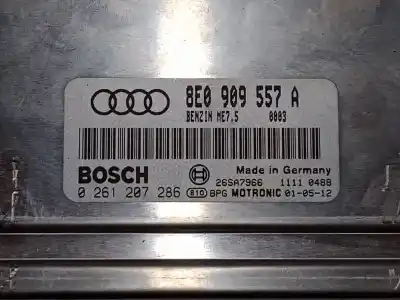 8E0 909 557 A
BENZIN ME7.5 0003
BOSCH Made in Germany
26SA7966 1111 0488
0 261 207 286 810 BPG MOTRONIC 01-05-12